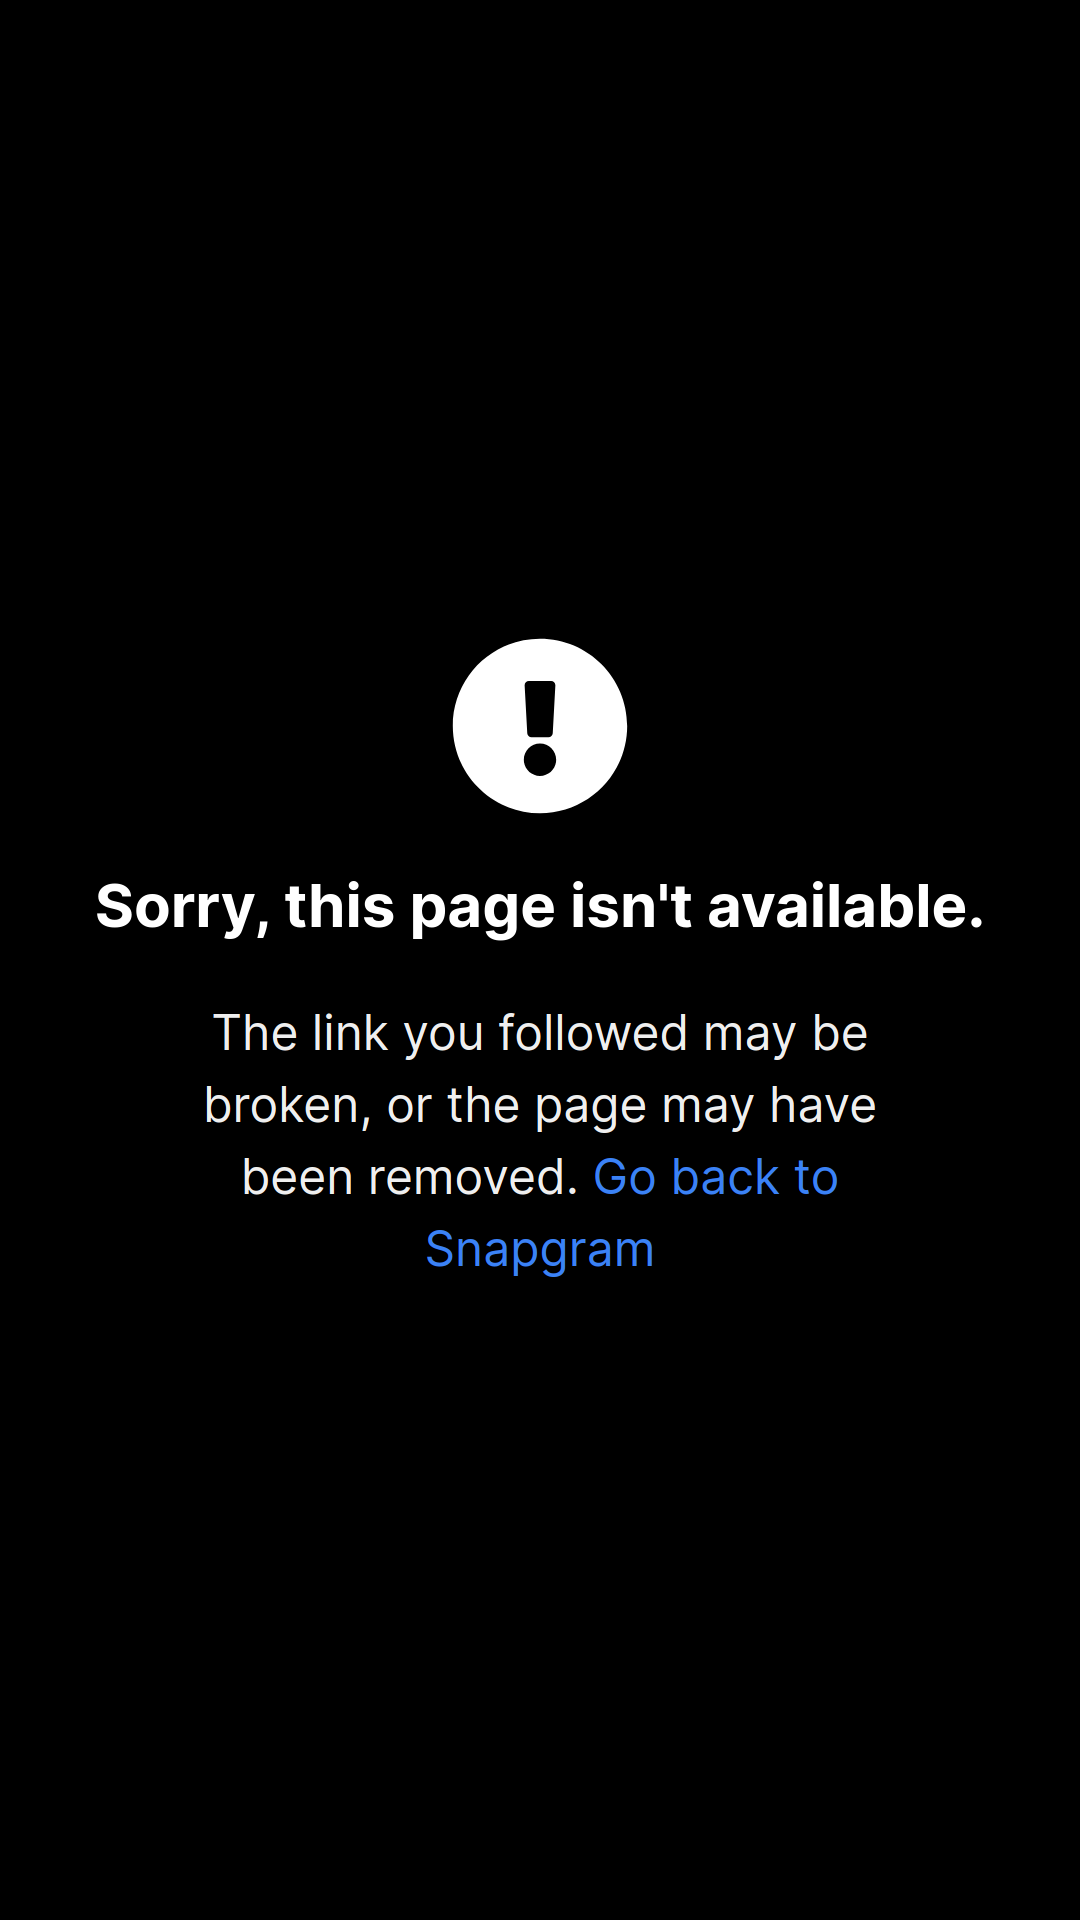 Sorry, this page isn't available.
The link you followed may be
broken, or the page may have
been removed. Go back to
Snapgram